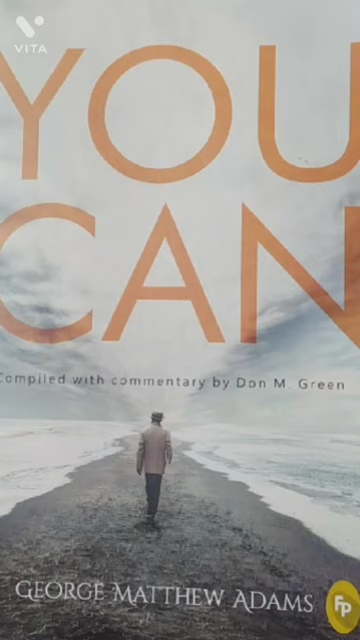 VITA
YOU
CAN
Compiled with commentary by Don M. Green
GEORGE MATTHEW ADAMS
FP